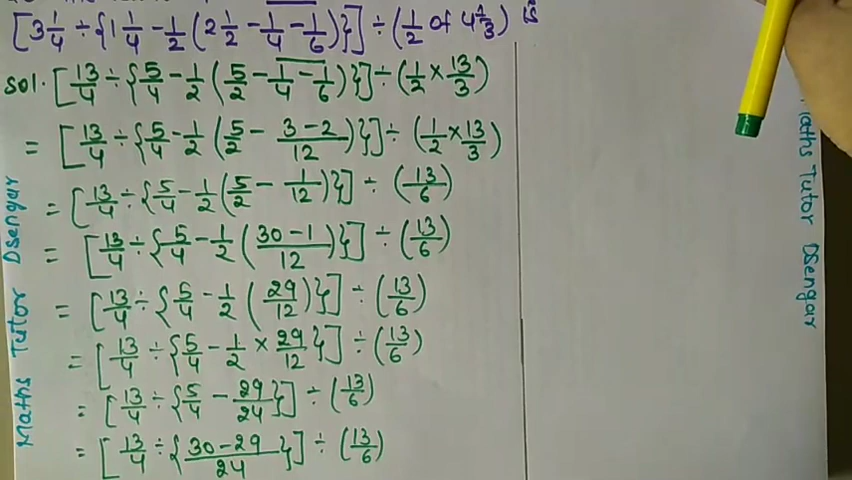 [3 1/4 ÷ {1 1/4 - 1/2 (2 1/2 - 1/4 - 1/6)}] ÷ (1/2 of 4 1/3) is
Sol. [13/4 ÷ {5/4 - 1/2 (5/2 - 1/4 - 1/6)}] ÷ (1/2 × 13/3)
= [13/4 ÷ {5/4 - 1/2 (5/2 - 3-2/12)}] ÷ (1/2 × 13/3)
= [13/4 ÷ {5/4 - 1/2 (5/2 - 1/12)}] ÷ (13/6)
= [13/4 ÷ {5/4 - 1/2 (30-1/12)}] ÷ (13/6)
= [13/4 ÷ {5/4 - 1/2 (29/12)}] ÷ (13/6)
= [13/4 ÷ {5/4 - 1/2 × 29/12}] ÷ (13/6)
= [13/4 ÷ {5/4 - 29/24}] ÷ (13/6)
= [13/4 ÷ {30-29/24}] ÷ (13/6)
Maths Tutor Dsengar
Maths Tutor DSengar